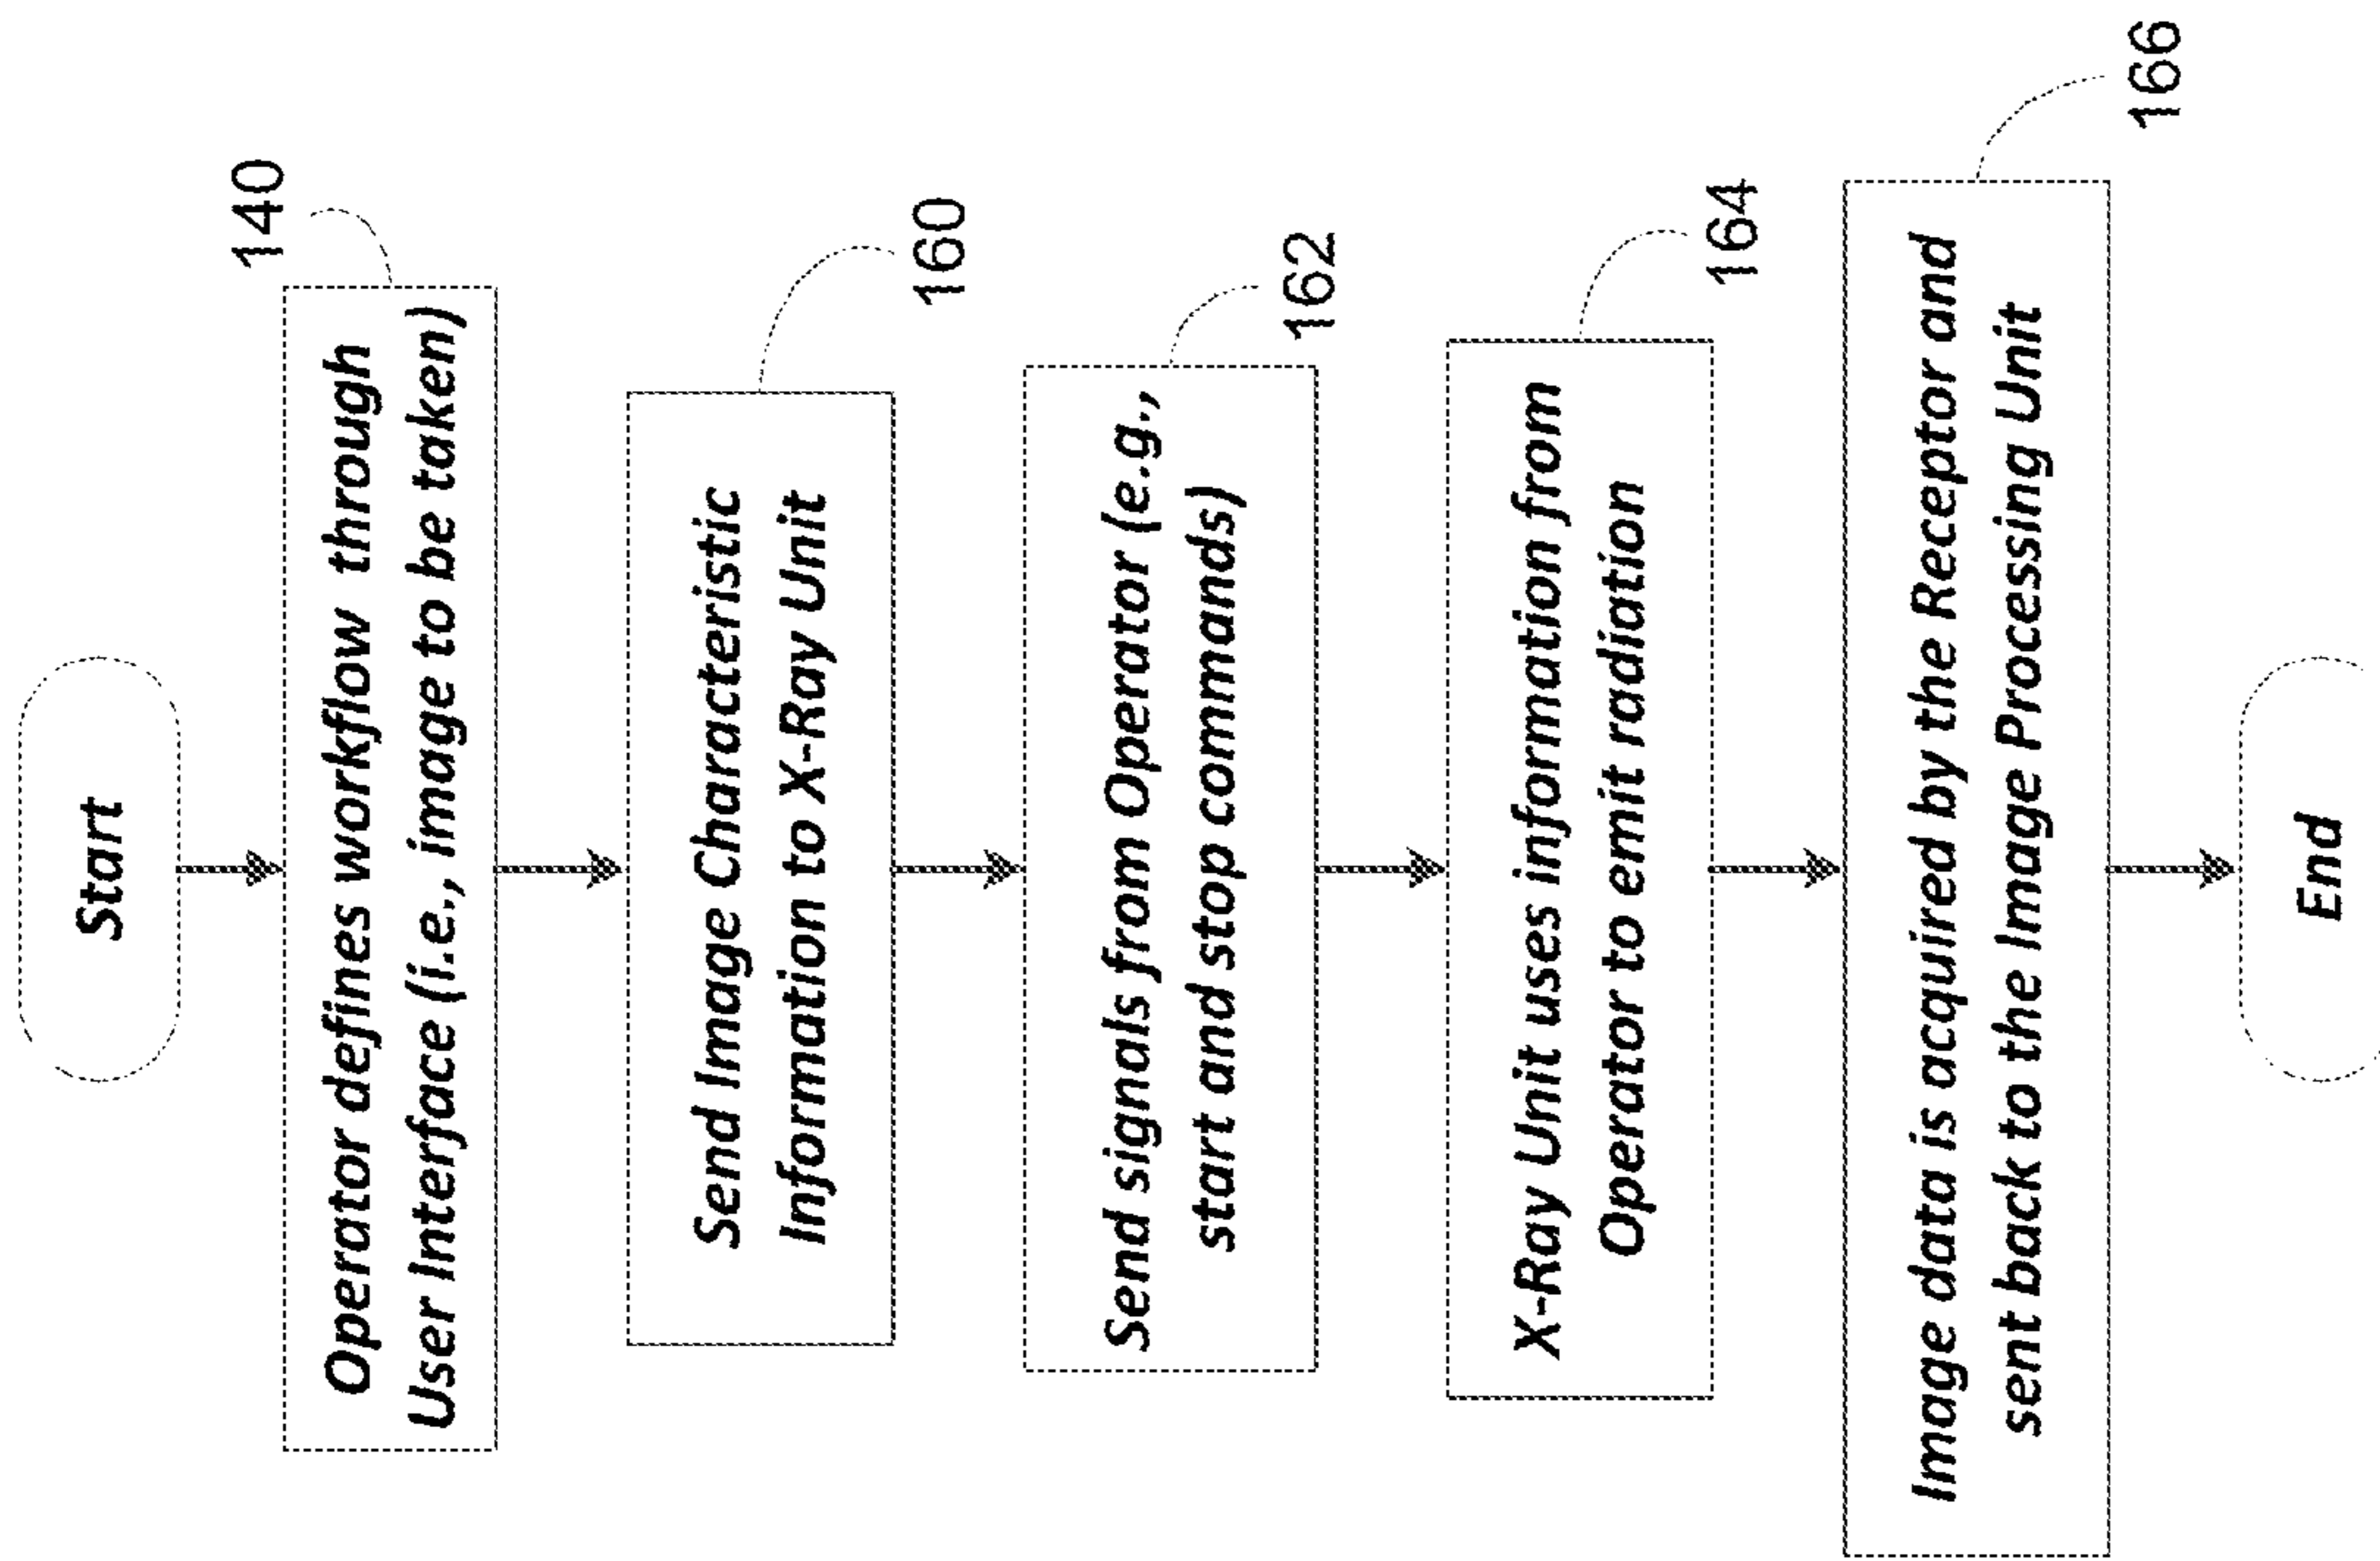 Start
140
Operator defines workflow through
User Interface (i.e., image to be taken)
160
Send Image Characteristic
Information to X-Ray Unit
162
Send signals from Operator (e.g.,
start and stop commands)
164
X-Ray Unit uses information from
Operator to emit radiation
166
Image data is acquired by the Receptor and
sent back to the Image Processing Unit
End